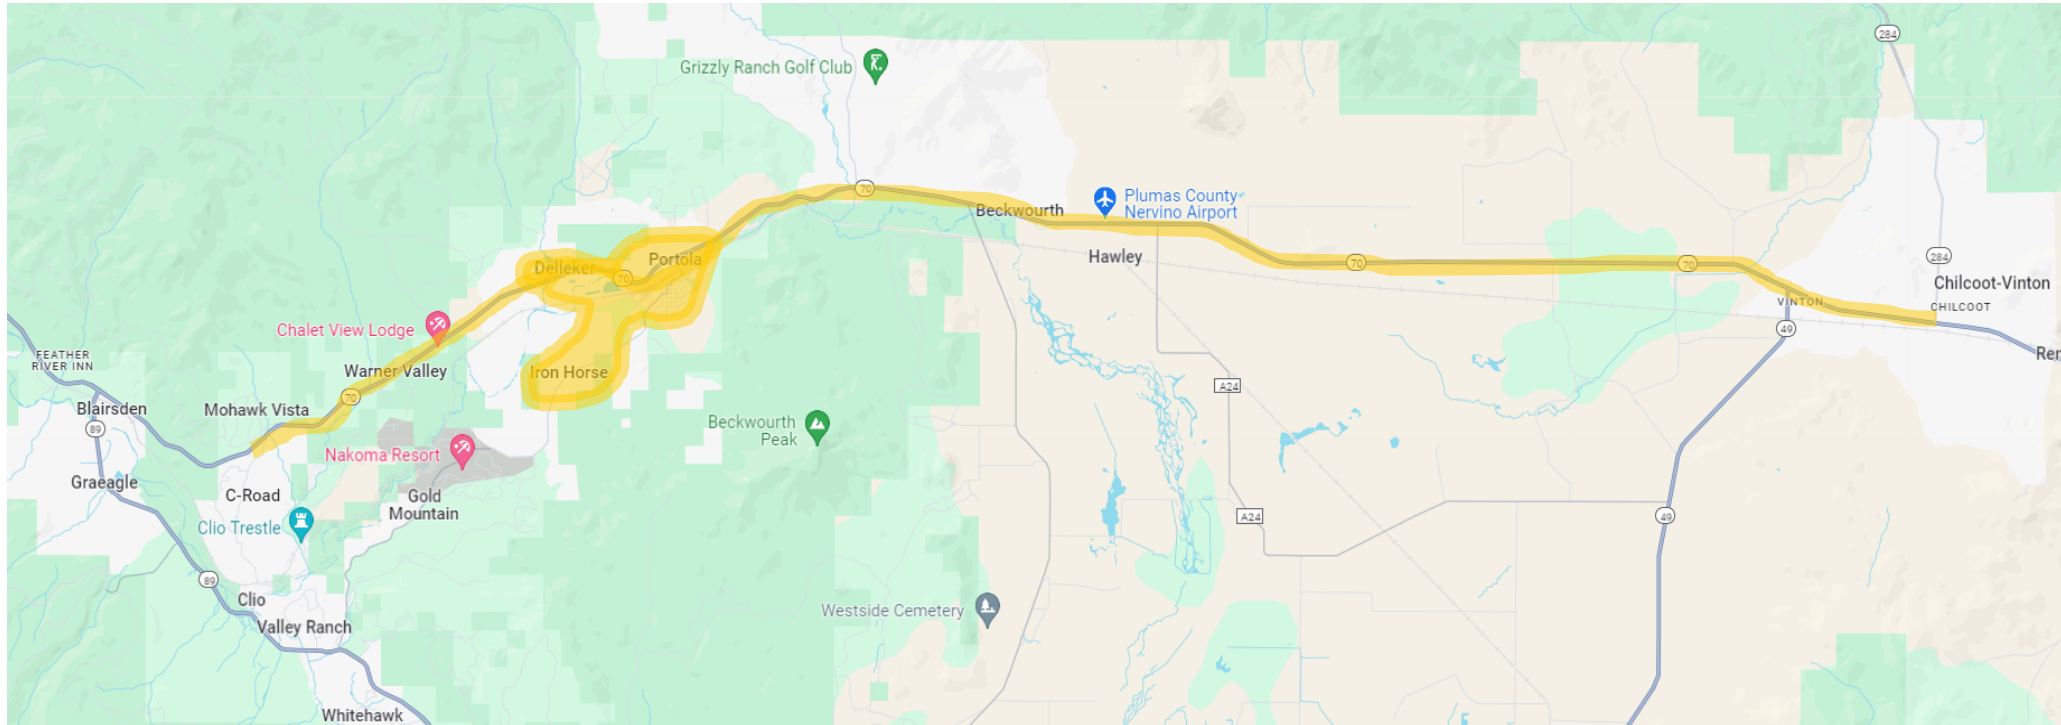 284
Grizzly Ranch Golf Club
70
Plumas County
Nervino Airport
Beckwourth
Hawley
Portola
Delleker
70
70
70
284
Chilcoot-Vinton
VINTON
CHILCOOT
49
Ren
Chalet View Lodge
FEATHER
RIVER INN
Warner Valley
Iron Horse
A24
70
Blairsden
Mohawk Vista
89
Beckwourth
Peak
Nakoma Resort
Graeagle
C-Road
Gold
Mountain
A24
49
Clio Trestle
89
Clio
Westside Cemetery
Valley Ranch
Whitehawk